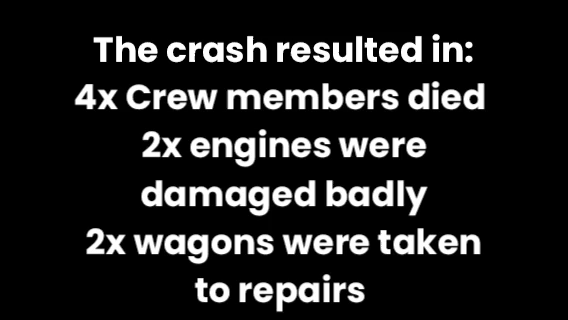 The crash resulted in:
4x Crew members died
2x engines were
damaged badly
2x wagons were taken
to repairs